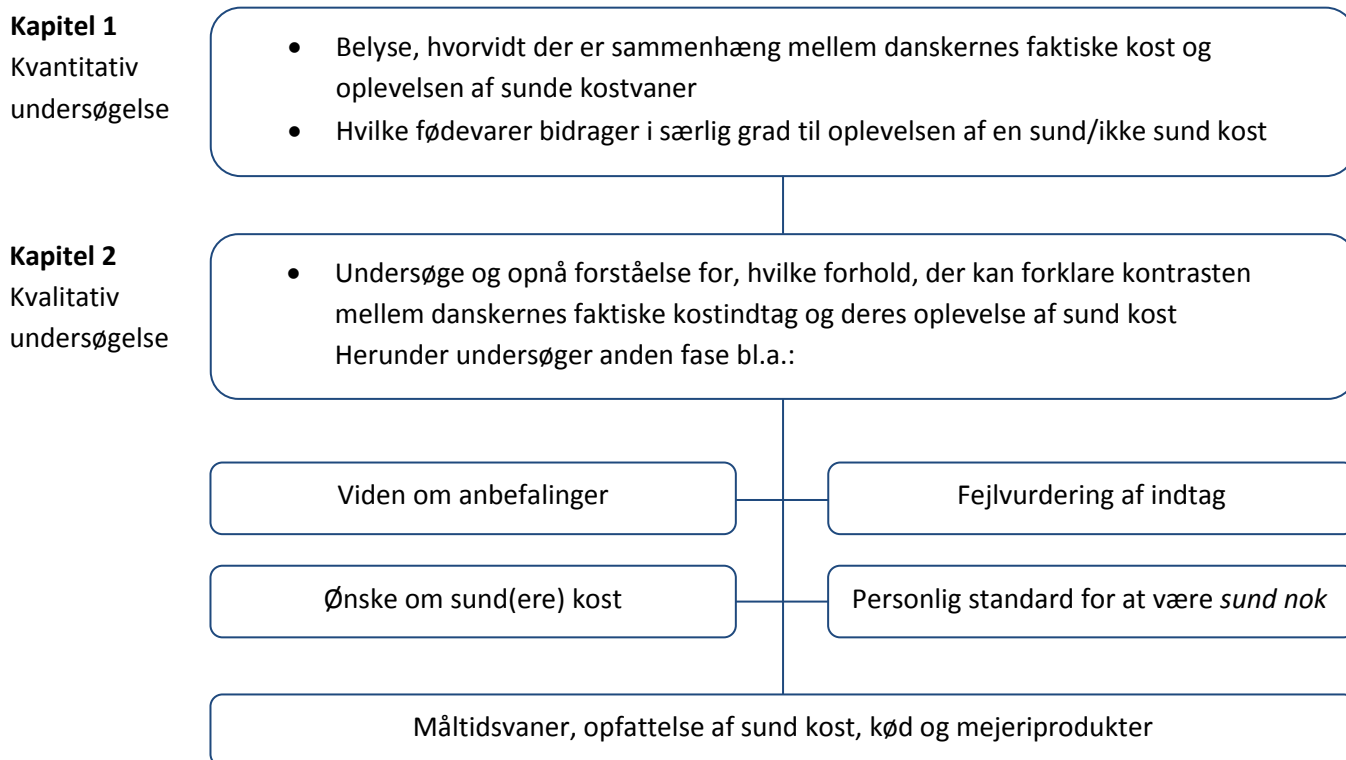 Kapitel 1
Kvantitativ
undersøgelse
• Belyse, hvorvidt der er sammenhæng mellem danskernes faktiske kost og
oplevelsen af sunde kostvaner
• Hvilke fødevarer bidrager i særlig grad til oplevelsen af en sund/ikke sund kost
Kapitel 2
Kvalitativ
undersøgelse
• Undersøge og opnå forståelse for, hvilke forhold, der kan forklare kontrasten
mellem danskernes faktiske kostindtag og deres oplevelse af sund kost
Herunder undersøger anden fase bl.a.:
Viden om anbefalinger
Fejlvurdering af indtag
Ønske om sund(ere) kost
Personlig standard for at være sund nok
Måltidsvaner, opfattelse af sund kost, kød og mejeriprodukter